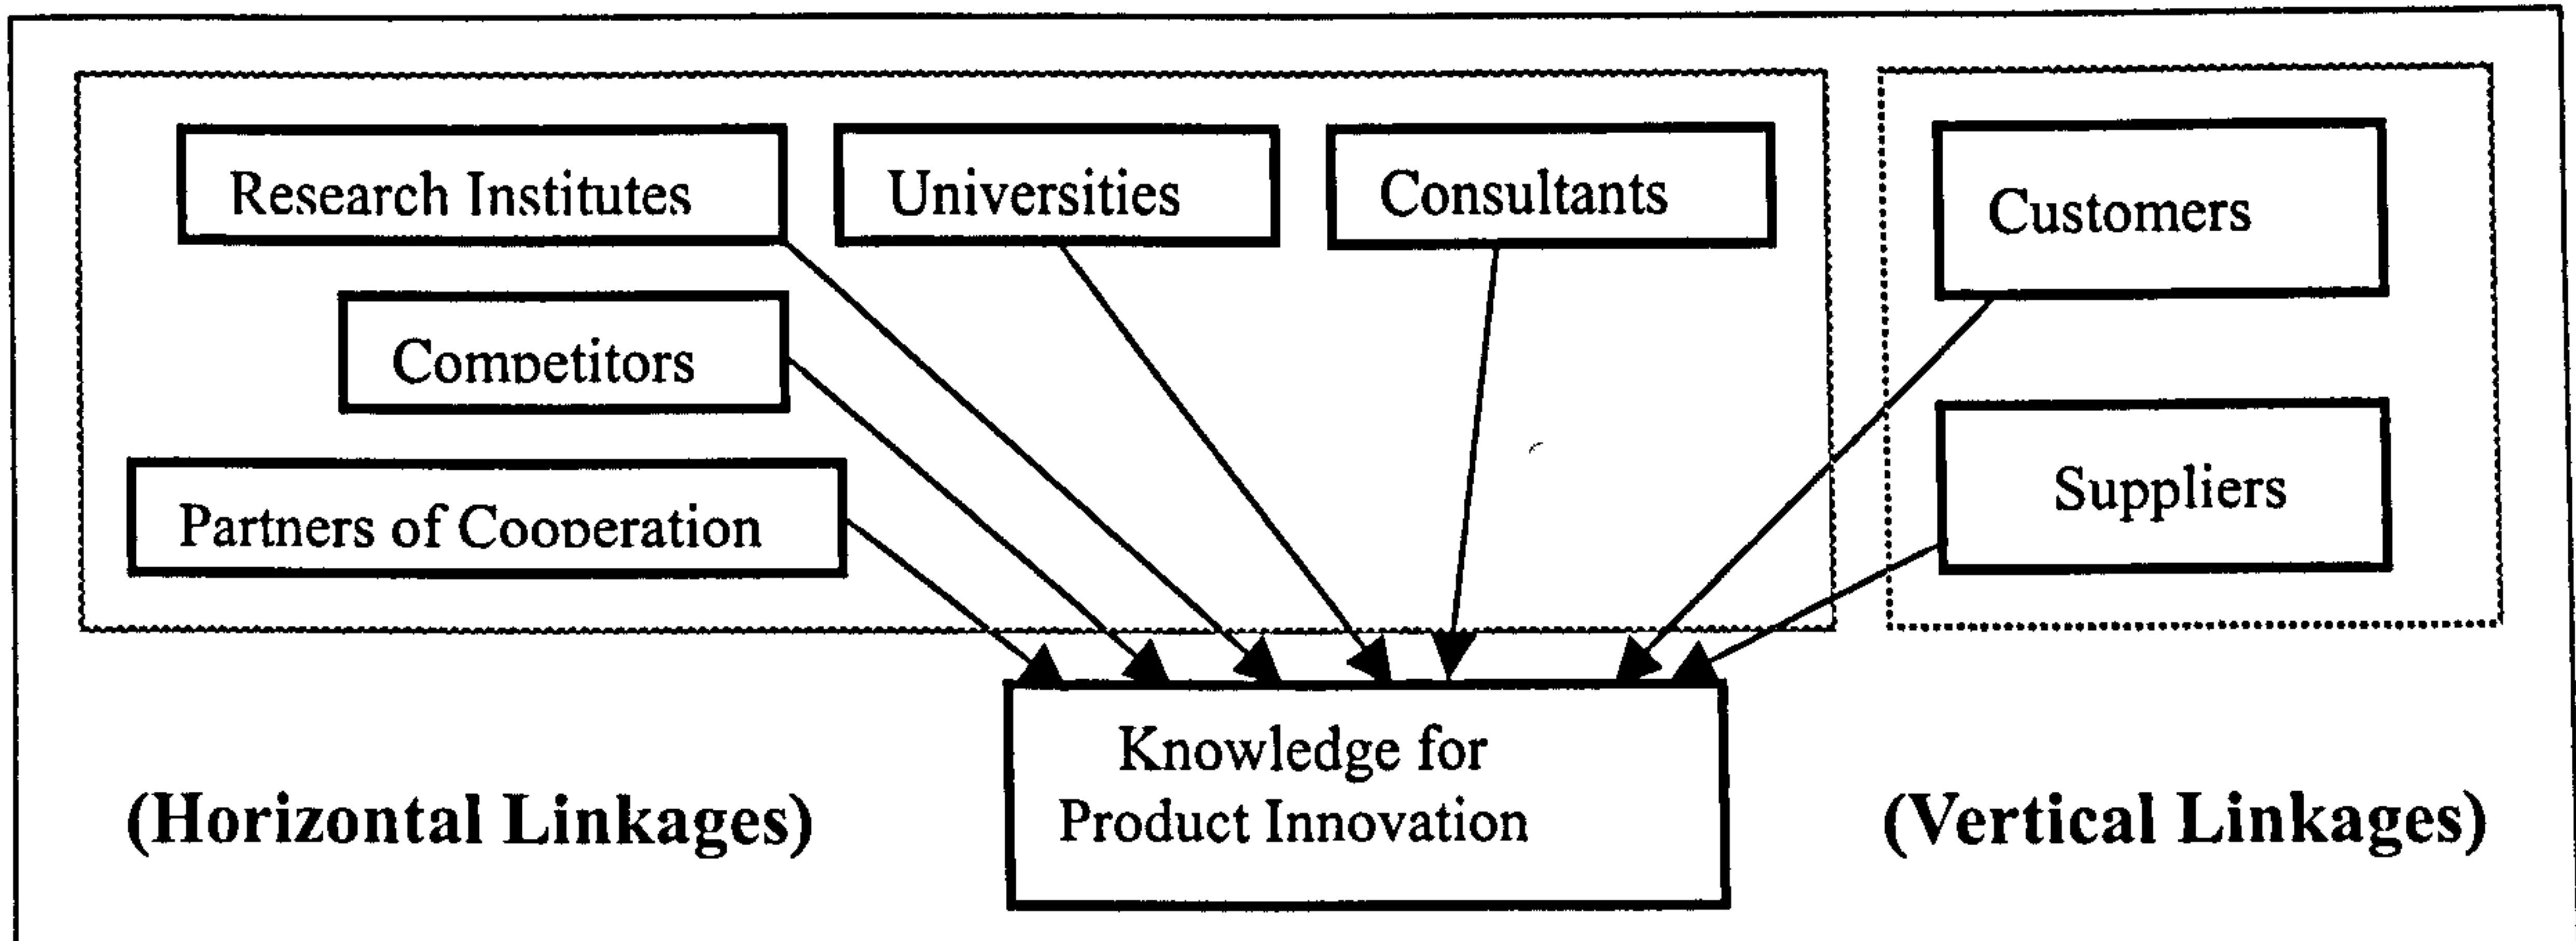 Research Institutes
Universities
Consultants
Customers
Competitors
Suppliers
Partners of Cooperation
Knowledge for
Product Innovation
(Horizontal Linkages)
(Vertical Linkages)